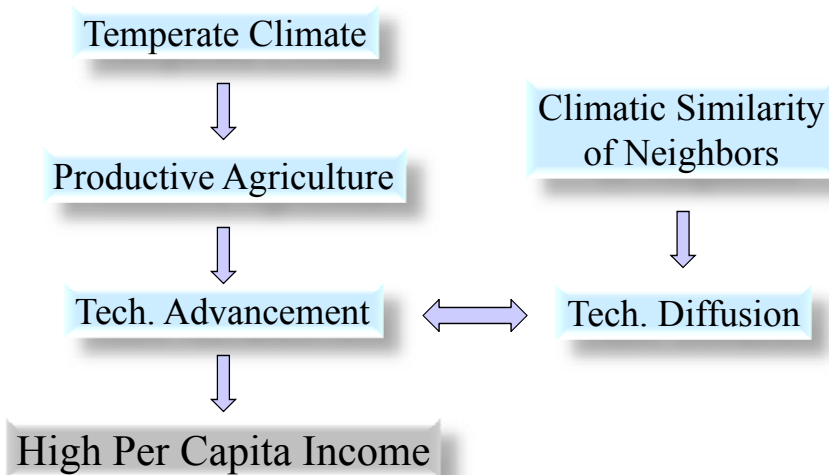 Temperate Climate
Climatic Similarity
of Neighbors
Productive Agriculture
Tech. Advancement
Tech. Diffusion
High Per Capita Income